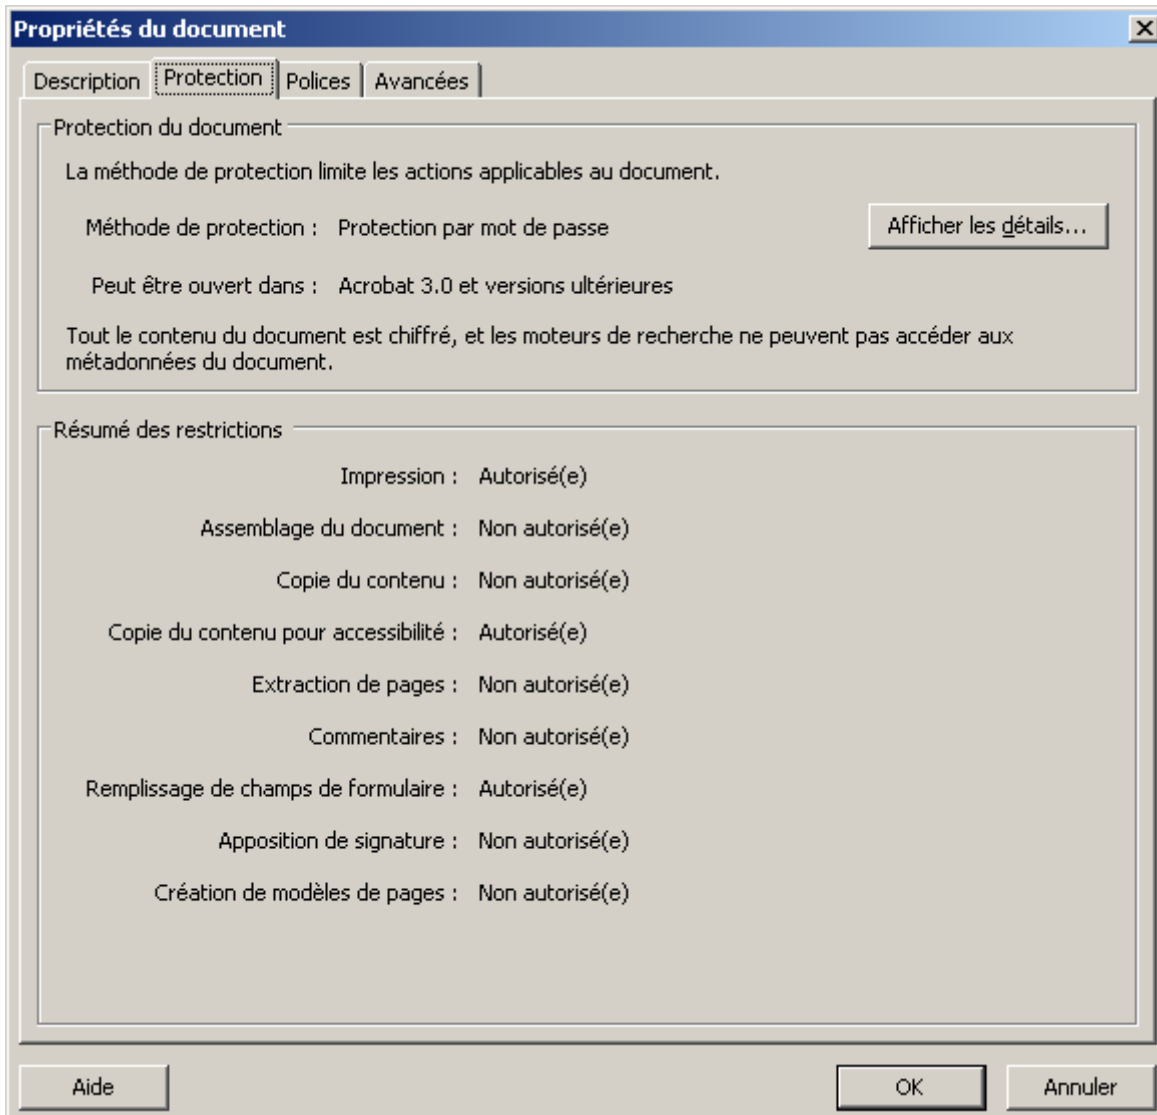 Propriétés du document
Description Protection Polices Avancées
Protection du document
La méthode de protection limite les actions applicables au document.
Méthode de protection : Protection par mot de passe Afficher les détails...
Peut être ouvert dans : Acrobat 3.0 et versions ultérieures
Tout le contenu du document est chiffré, et les moteurs de recherche ne peuvent pas accéder aux
métadonnées du document.
Résumé des restrictions
Impression : Autorisé(e)
Assemblage du document : Non autorisé(e)
Copie du contenu : Non autorisé(e)
Copie du contenu pour accessibilité : Autorisé(e)
Extraction de pages : Non autorisé(e)
Commentaires : Non autorisé(e)
Remplissage de champs de formulaire : Autorisé(e)
Apposition de signature : Non autorisé(e)
Création de modèles de pages : Non autorisé(e)
Aide OK Annuler